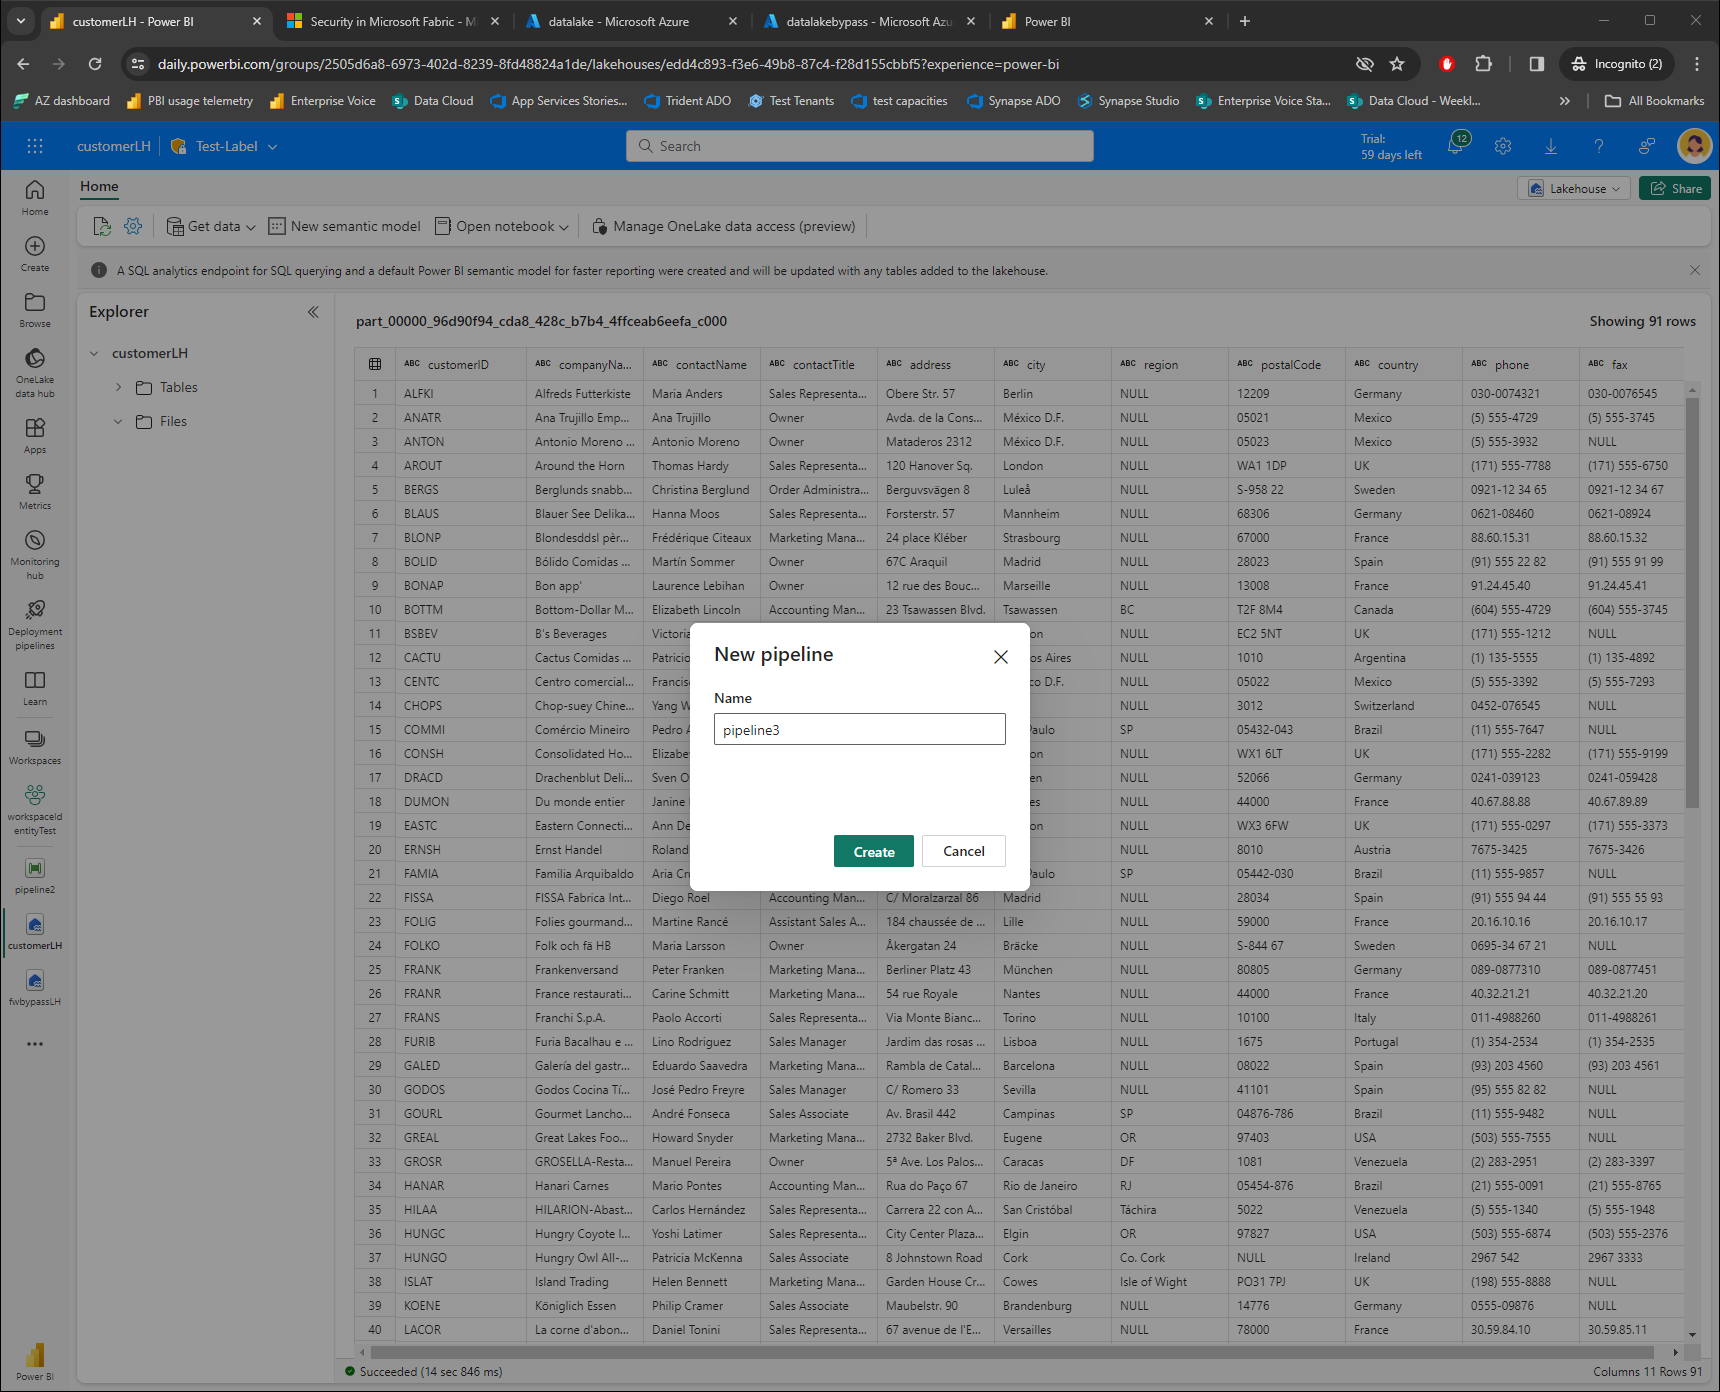 customerLH - Power BI
Security in Microsoft Fabric - Mi
datalake - Microsoft Azure
datalakebypass - Microsoft Azu
Power BI
daily.powerbi.com/groups/2505d6a8-6973-402d-8239-8fd48824a1de/lakehouses/edd4c893-f3e6-49b8-87c4-f28d155cbbf5?experience=power-bi
Incognito (2)
AZ dashboard
PBI usage telemetry
Enterprise Voice
Data Cloud
App Services Stories...
Trident ADO
Test Tenants
test capacities
Synapse ADO
Synapse Studio
Enterprise Voice Sta...
Data Cloud - Weekl...
All Bookmarks
customerLH
Test-Label
Search
Trial:
59 days left
12
Home
Create
Browse
OneLake
data hub
Apps
Metrics
Monitoring
hub
Deployment
pipelines
Learn
Workspaces
workspaceId
entityTest
pipeline2
customerLH
fwbypassLH
Power BI
Home
Lakehouse
Share
Get data
New semantic model
Open notebook
Manage OneLake data access (preview)
A SQL analytics endpoint for SQL querying and a default Power BI semantic model for faster reporting were created and will be updated with any tables added to the lakehouse.
Explorer
customerLH
Tables
Files
part_00000_96d90f94_cda8_428c_b7b4_4ffceab6eefa_c000
Showing 91 rows
ABC customerID ABC companyNa... ABC contactName ABC contactTitle ABC address ABC city ABC region ABC postalCode ABC country ABC phone ABC fax
1 ALFKI Alfreds Futterkiste Maria Anders Sales Representa... Obere Str. 57 Berlin NULL 12209 Germany 030-0074321 030-0076545
2 ANATR Ana Trujillo Emp... Ana Trujillo Owner Avda. de la Cons... México D.F. NULL 05021 Mexico (5) 555-4729 (5) 555-3745
3 ANTON Antonio Moreno ... Antonio Moreno Owner Mataderos 2312 México D.F. NULL 05023 Mexico (5) 555-3932 NULL
4 AROUT Around the Horn Thomas Hardy Sales Representa... 120 Hanover Sq. London NULL WA1 1DP UK (171) 555-7788 (171) 555-6750
5 BERGS Berglunds snabb... Christina Berglund Order Administra... Berguvsvägen 8 Luleå NULL S-958 22 Sweden 0921-12 34 65 0921-12 34 67
6 BLAUS Blauer See Delika... Hanna Moos Sales Representa... Forsterstr. 57 Mannheim NULL 68306 Germany 0621-08460 0621-08924
7 BLONP Blondesddsl pèr... Frédérique Citeaux Marketing Mana... 24 place Kléber Strasbourg NULL 67000 France 88.60.15.31 88.60.15.32
8 BOLID Bólido Comidas ... Martín Sommer Owner 67C Araquil Madrid NULL 28023 Spain (91) 555 22 82 (91) 555 91 99
9 BONAP Bon app' Laurence Lebihan Owner 12 rue des Bouc... Marseille NULL 13008 France 91.24.45.40 91.24.45.41
10 BOTTM Bottom-Dollar M... Elizabeth Lincoln Accounting Man... 23 Tsawassen Blvd. Tsawassen BC T2F 8M4 Canada (604) 555-4729 (604) 555-3745
11 BSBEV B's Beverages Victoria on NULL EC2 5NT UK (171) 555-1212 NULL
12 CACTU Cactus Comidas ... Patricio os Aires NULL 1010 Argentina (1) 135-5555 (1) 135-4892
13 CENTC Centro comercial... Francis co D.F. NULL 05022 Mexico (5) 555-3392 (5) 555-7293
14 CHOPS Chop-suey Chine... Yang W NULL 3012 Switzerland 0452-076545 NULL
15 COMMI Comércio Mineiro Pedro A Paulo SP 05432-043 Brazil (11) 555-7647 NULL
16 CONSH Consolidated Ho... Elizabe on NULL WX1 6LT UK (171) 555-2282 (171) 555-9199
17 DRACD Drachenblut Deli... Sven O en NULL 52066 Germany 0241-039123 0241-059428
18 DUMON Du monde entier Janine es NULL 44000 France 40.67.88.88 40.67.89.89
19 EASTC Eastern Connecti... Ann De on NULL WX3 6FW UK (171) 555-0297 (171) 555-3373
20 ERNSH Ernst Handel Roland NULL 8010 Austria 7675-3425 7675-3426
21 FAMIA Familia Arquibaldo Aria Cru Paulo SP 05442-030 Brazil (11) 555-9857 NULL
22 FISSA FISSA Fabrica Int... Diego Roel Accounting Man... C/ Moralzarzal 86 Madrid NULL 28034 Spain (91) 555 94 44 (91) 555 55 93
23 FOLIG Folies gourmand... Martine Rancé Assistant Sales A... 184 chaussée de ... Lille NULL 59000 France 20.16.10.16 20.16.10.17
24 FOLKO Folk och fä HB Maria Larsson Owner Åkergatan 24 Bräcke NULL S-844 67 Sweden 0695-34 67 21 NULL
25 FRANK Frankenversand Peter Franken Marketing Mana... Berliner Platz 43 München NULL 80805 Germany 089-0877310 089-0877451
26 FRANR France restaurati... Carine Schmitt Marketing Mana... 54 rue Royale Nantes NULL 44000 France 40.32.21.21 40.32.21.20
27 FRANS Franchi S.p.A. Paolo Accorti Sales Representa... Via Monte Bianc... Torino NULL 10100 Italy 011-4988260 011-4988261
28 FURIB Furia Bacalhau e ... Lino Rodriguez Sales Manager Jardim das rosas ... Lisboa NULL 1675 Portugal (1) 354-2534 (1) 354-2535
29 GALED Galería del gastr... Eduardo Saavedra Marketing Mana... Rambla de Catal... Barcelona NULL 08022 Spain (93) 203 4560 (93) 203 4561
30 GODOS Godos Cocina Tí... José Pedro Freyre Sales Manager C/ Romero 33 Sevilla NULL 41101 Spain (95) 555 82 82 NULL
31 GOURL Gourmet Lancho... André Fonseca Sales Associate Av. Brasil 442 Campinas SP 04876-786 Brazil (11) 555-9482 NULL
32 GREAL Great Lakes Foo... Howard Snyder Marketing Mana... 2732 Baker Blvd. Eugene OR 97403 USA (503) 555-7555 NULL
33 GROSR GROSELLA-Resta... Manuel Pereira Owner 5ª Ave. Los Palos... Caracas DF 1081 Venezuela (2) 283-2951 (2) 283-3397
34 HANAR Hanari Carnes Mario Pontes Accounting Man... Rua do Paço 67 Rio de Janeiro RJ 05454-876 Brazil (21) 555-0091 (21) 555-8765
35 HILAA HILARION-Abast... Carlos Hernández Sales Representa... Carrera 22 con A... San Cristóbal Táchira 5022 Venezuela (5) 555-1340 (5) 555-1948
36 HUNGC Hungry Coyote I... Yoshi Latimer Sales Representa... City Center Plaza... Elgin OR 97827 USA (503) 555-6874 (503) 555-2376
37 HUNGO Hungry Owl All-... Patricia McKenna Sales Associate 8 Johnstown Road Cork Co. Cork NULL Ireland 2967 542 2967 3333
38 ISLAT Island Trading Helen Bennett Marketing Mana... Garden House Cr... Cowes Isle of Wight PO31 7PJ UK (198) 555-8888 NULL
39 KOENE Königlich Essen Philip Cramer Sales Associate Maubelstr. 90 Brandenburg NULL 14776 Germany 0555-09876 NULL
40 LACOR La corne d'abon... Daniel Tonini Sales Representa... 67 avenue de l'E... Versailles NULL 78000 France 30.59.84.10 30.59.85.11
New pipeline
Name
pipeline3
Create
Cancel
Succeeded (14 sec 846 ms)
Columns 11 Rows 91